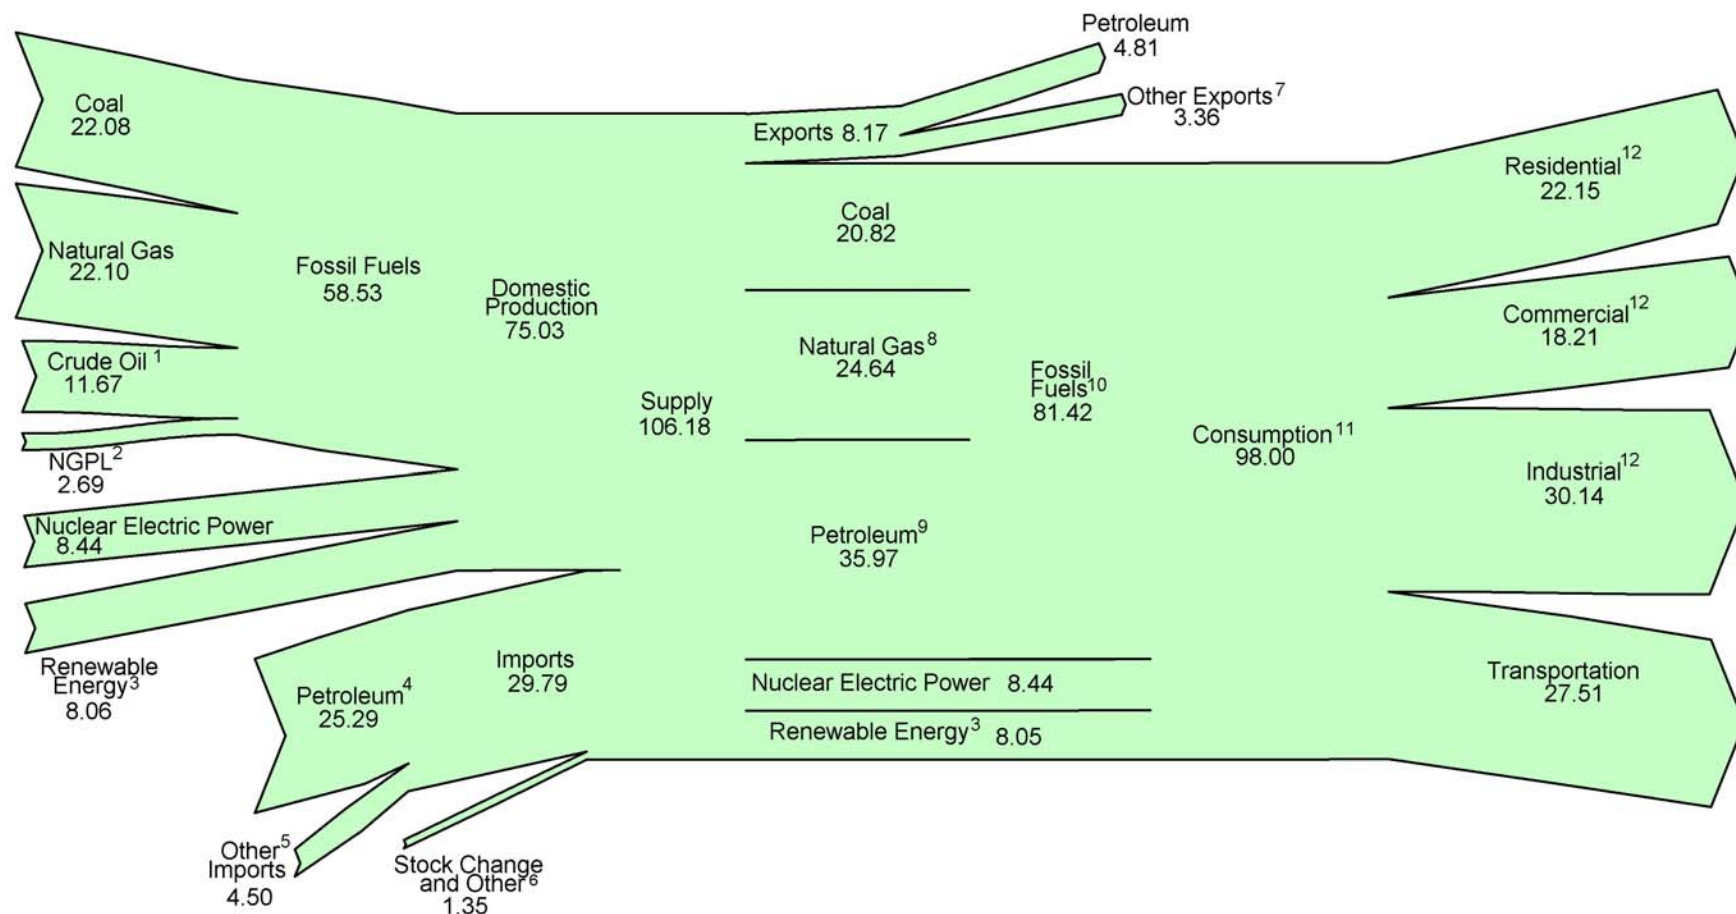 Petroleum
4.81
Other Exports7
3.36
Exports 8.17
Coal
22.08
Natural Gas
22.10
Crude Oil 1
11.67
NGPL2
2.69
Nuclear Electric Power
8.44
Renewable
Energy3
8.06
Fossil Fuels
58.53
Domestic
Production
75.03
Petroleum4
25.29
Imports
29.79
Other5
Imports
4.50
Stock Change
and Other6
1.35
Supply
106.18
Coal
20.82
Natural Gas8
24.64
Petroleum9
35.97
Nuclear Electric Power 8.44
Renewable Energy3 8.05
Fossil
Fuels10
81.42
Consumption11
98.00
Residential12
22.15
Commercial12
18.21
Industrial12
30.14
Transportation
27.51